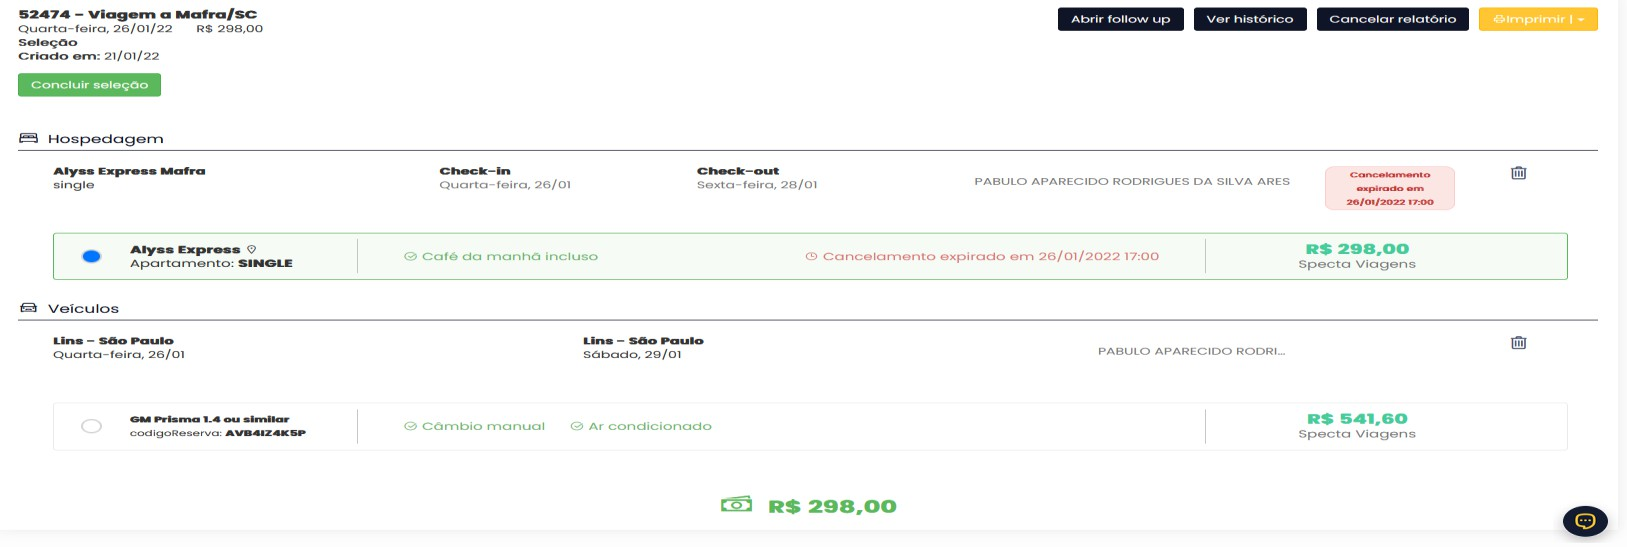 52474 - Viagem a Mafra/SC
Quarta-feira, 26/01/22 R$ 298,00
Seleção
Criado em: 21/01/22
Abrir follow up Ver histórico Cancelar relatório Imprimir |
Concluir seleção
Hospedagem
Alyss Express Mafra
single
Check-in
Quarta-feira, 26/01
Check-out
Sexta-feira, 28/01
PABULO APARECIDO RODRIGUES DA SILVA ARES
Cancelamento
expirado em
26/01/2022 17:00
Alyss Express
Apartamento: SINGLE
Café da manhã incluso
Cancelamento expirado em 26/01/2022 17:00
R$ 298,00
Specta Viagens
Veículos
Lins - São Paulo
Quarta-feira, 26/01
Lins - São Paulo
Sábado, 29/01
PABULO APARECIDO RODRI...
GM Prisma 1.4 ou similar
codigoReserva: AVB4IZ4K5P
Câmbio manual
Ar condicionado
R$ 541,60
Specta Viagens
R$ 298,00